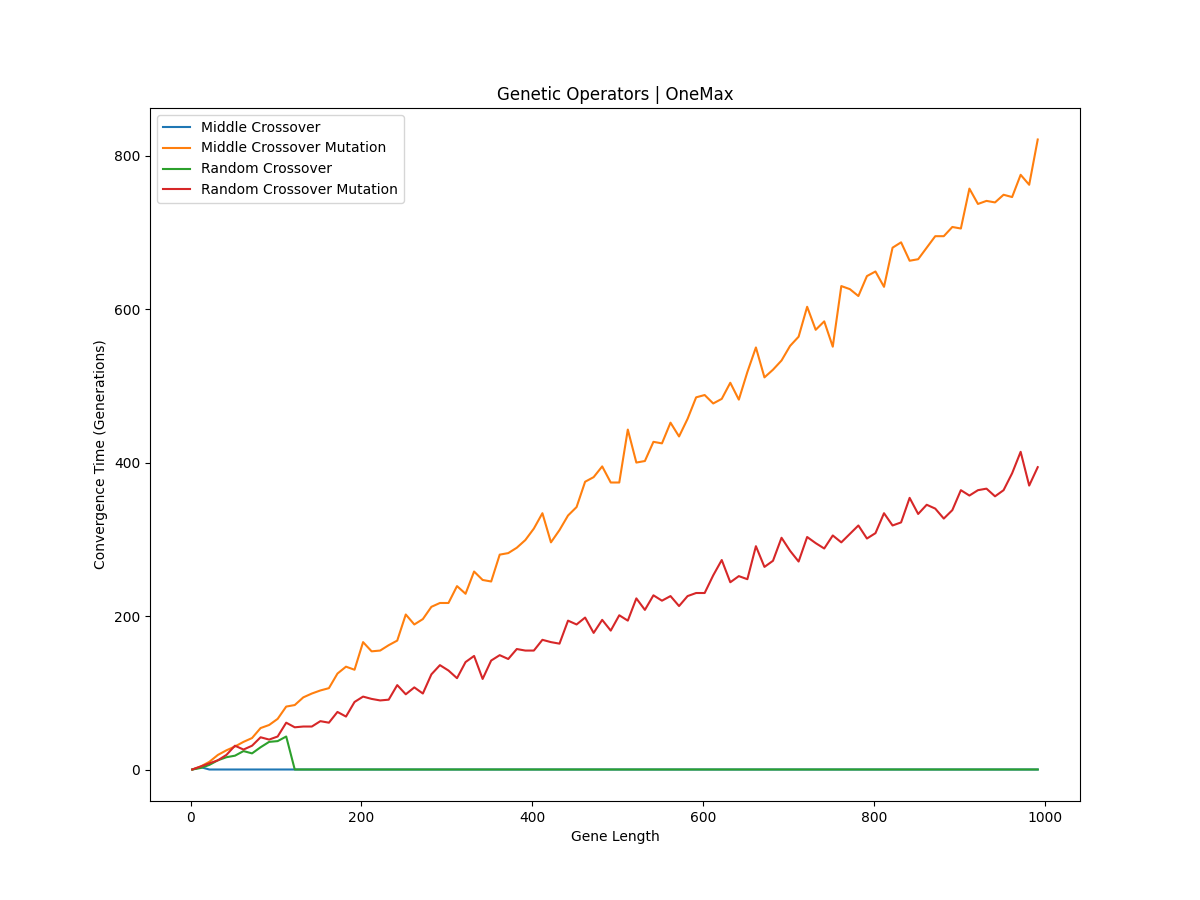 Genetic Operators | OneMax
Middle Crossover
Middle Crossover Mutation
Random Crossover
Random Crossover Mutation
Convergence Time (Generations)
800
600
400
200
0
0 200 400 600 800 1000
Gene Length